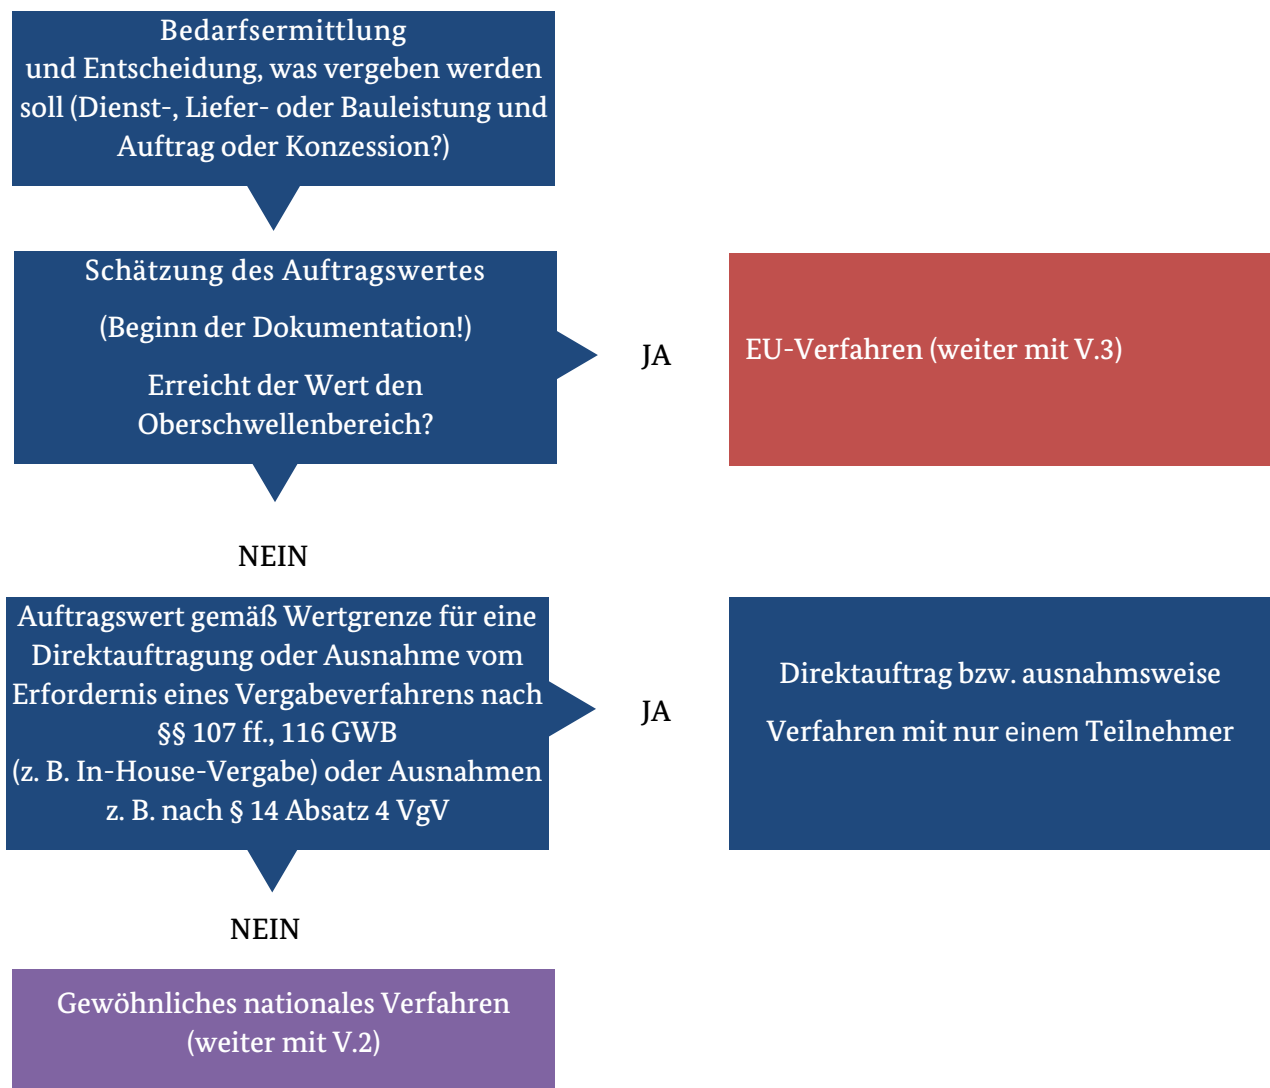 Bedarfsermittlung
und Entscheidung, was vergeben werden
soll (Dienst-, Liefer- oder Bauleistung und
Auftrag oder Konzession?)
Schätzung des Auftragswertes
(Beginn der Dokumentation!)
Erreicht der Wert den
Oberschwellenbereich?
JA
EU-Verfahren (weiter mit V.3)
NEIN
Auftragswert gemäß Wertgrenze für eine
Direktauftragung oder Ausnahme vom
Erfordernis eines Vergabeverfahrens nach
§§ 107 ff., 116 GWB
(z. B. In-House-Vergabe) oder Ausnahmen
z. B. nach § 14 Absatz 4 VgV
JA
Direktauftrag bzw. ausnahmsweise
Verfahren mit nur einem Teilnehmer
NEIN
Gewöhnliches nationales Verfahren
(weiter mit V.2)